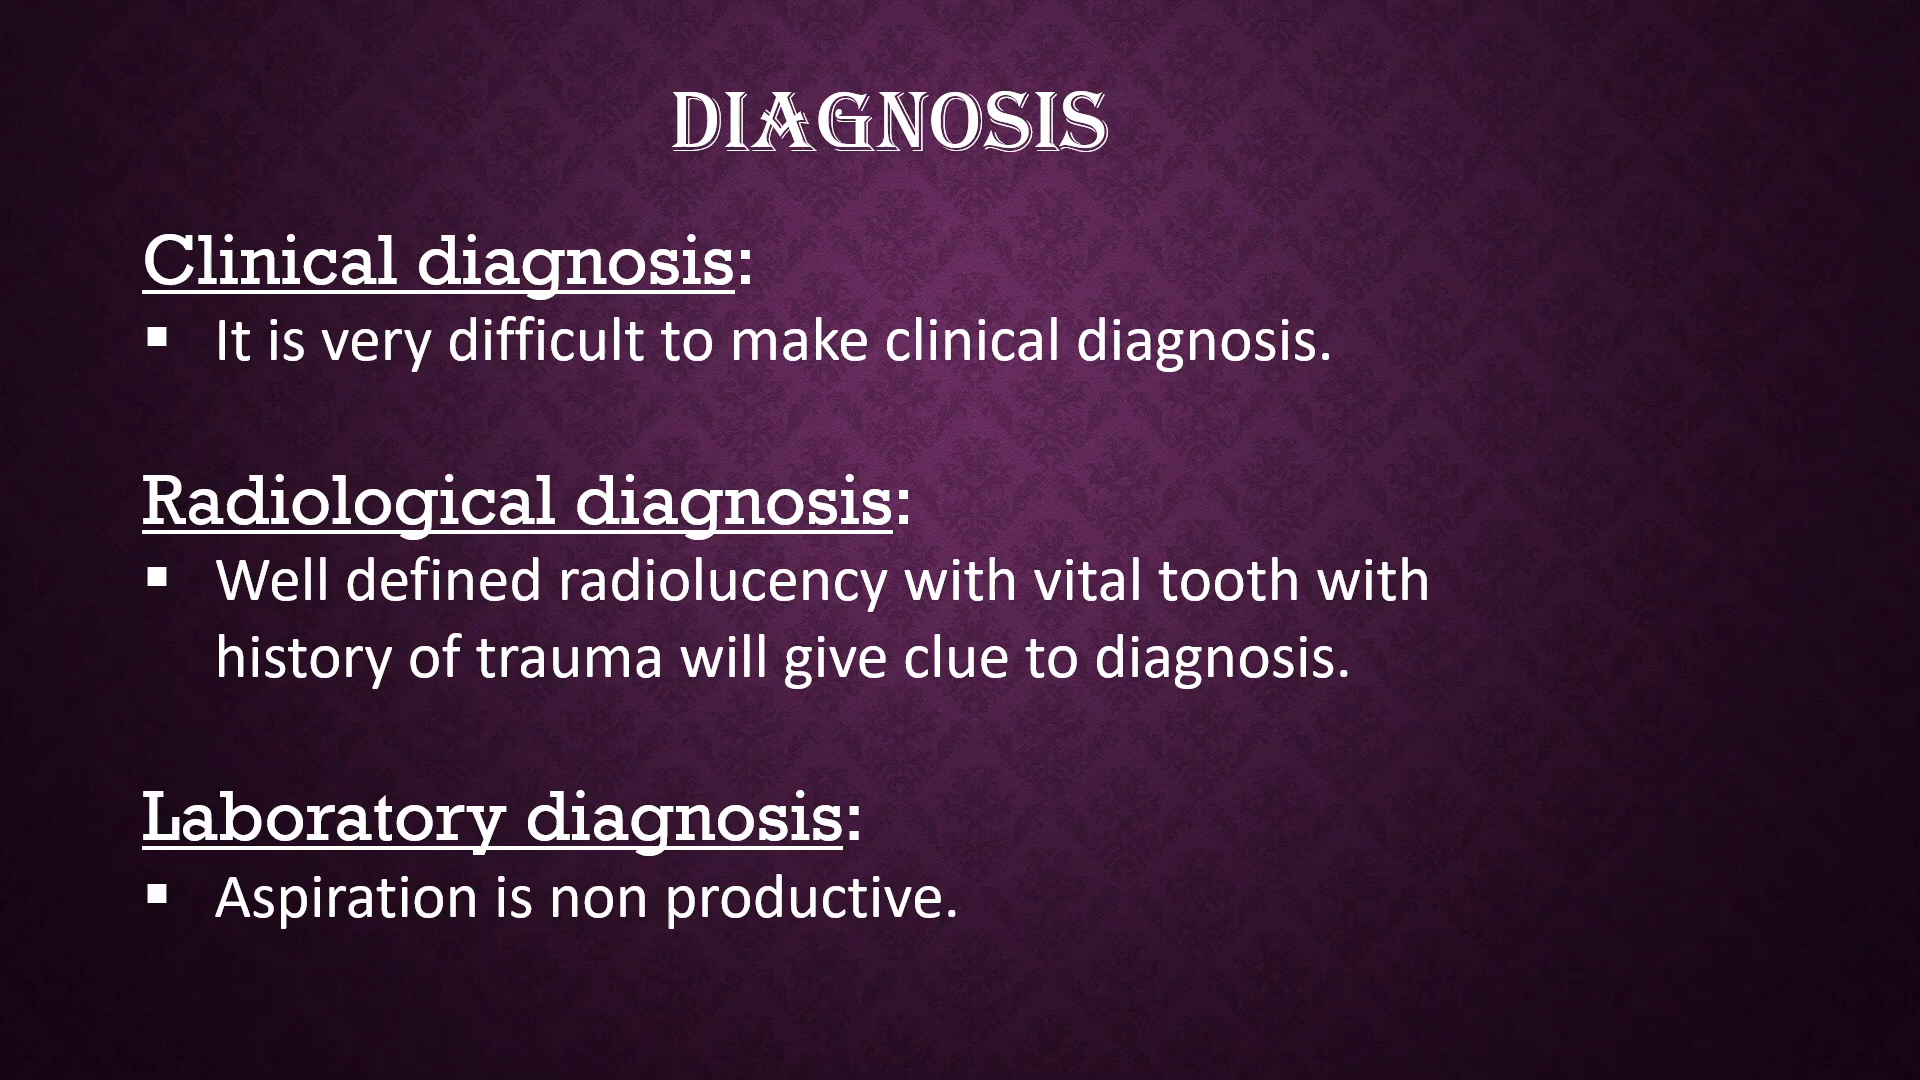 DIAGNOSIS
Clinical diagnosis:
▪ It is very difficult to make clinical diagnosis.
Radiological diagnosis:
▪ Well defined radiolucency with vital tooth with
history of trauma will give clue to diagnosis.
Laboratory diagnosis:
▪ Aspiration is non productive.